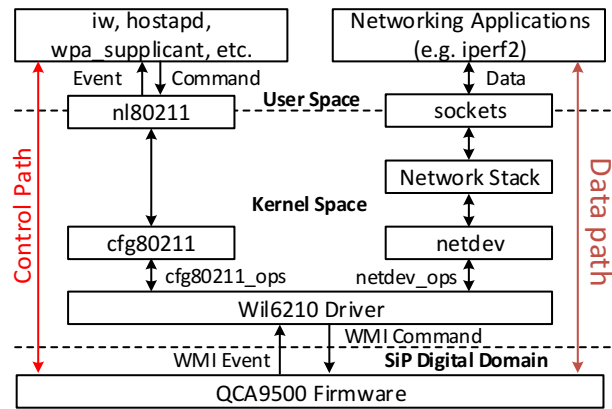 iw, hostapd,
wpa_supplicant, etc.
Networking Applications
(e.g. iperf2)
Event
Command
Data
User Space
nl80211
sockets
Network Stack
Control Path
Data path
Kernel Space
cfg80211
netdev
cfg80211_ops
netdev_ops
Wil6210 Driver
WMI Command
WMI Event
SiP Digital Domain
QCA9500 Firmware